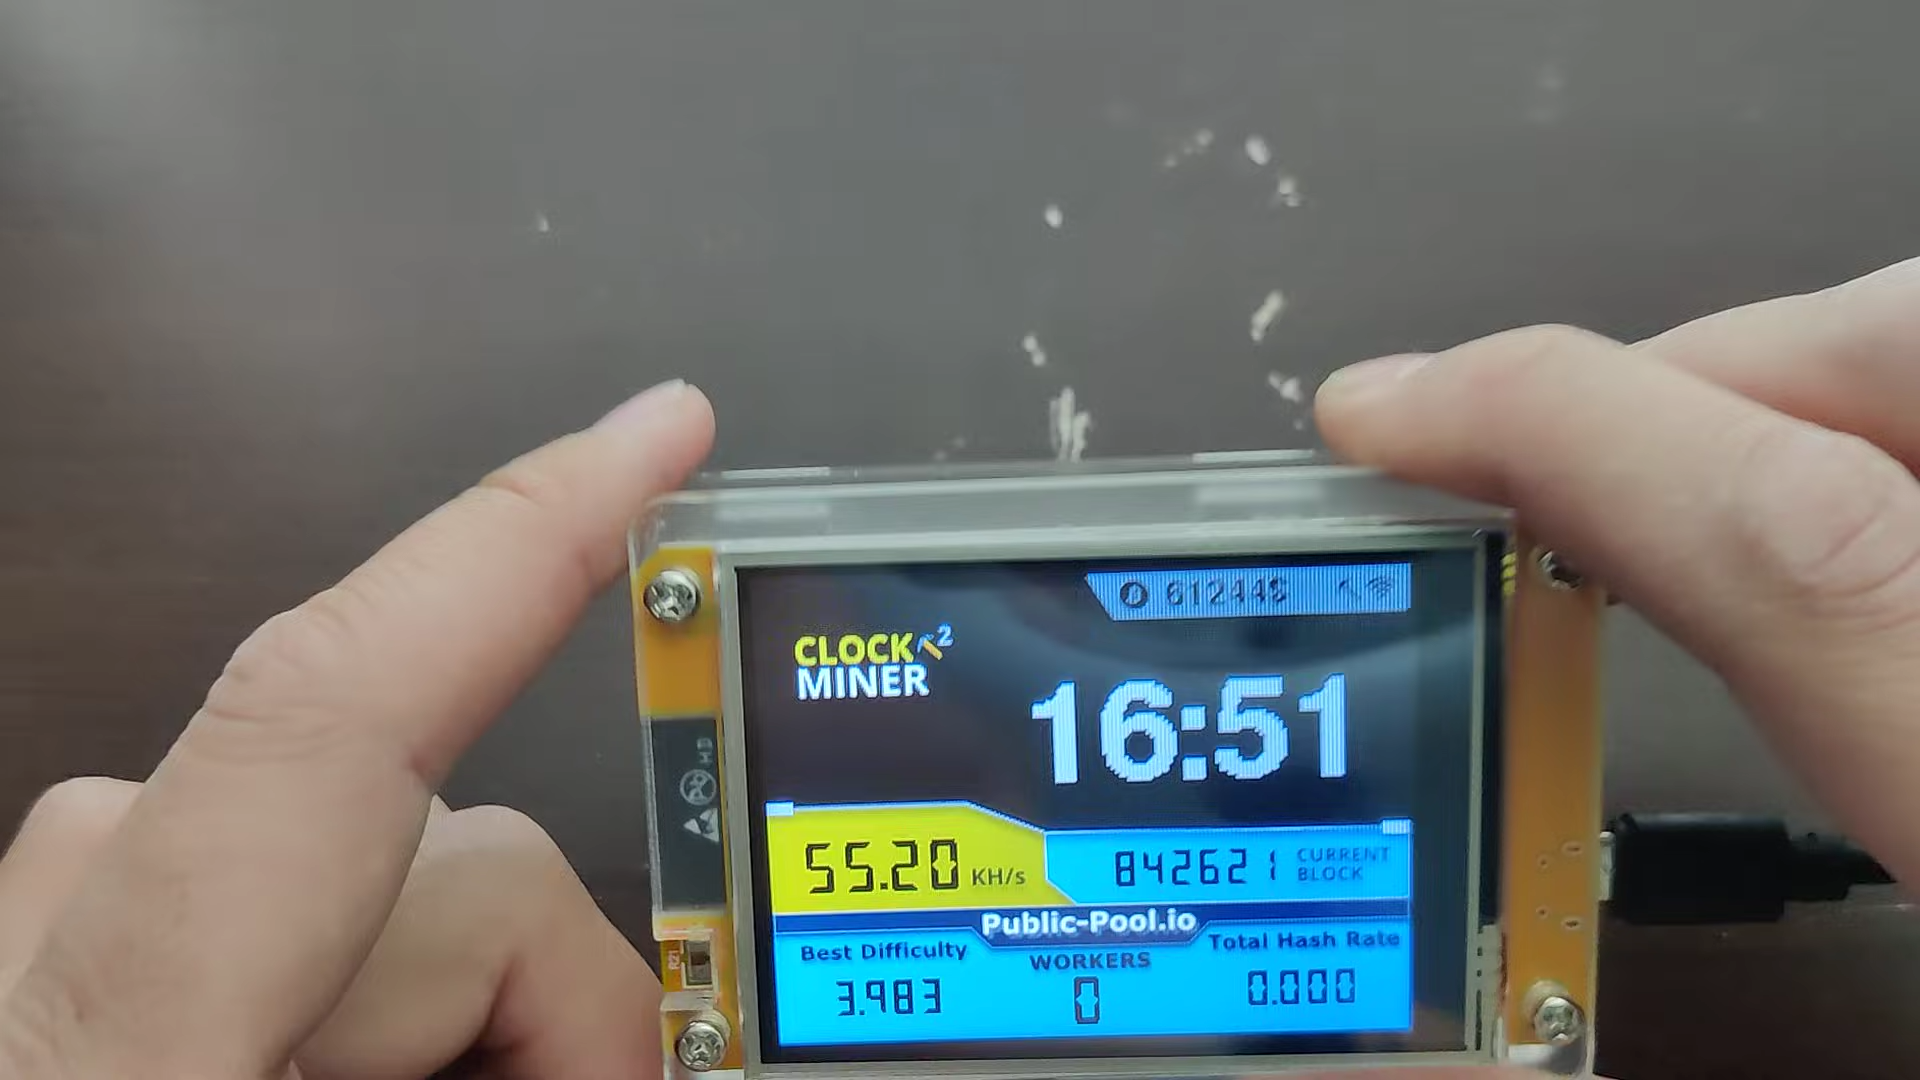 CLOCK 2
MINER
16:51
55.20 KH/s
842621 CURRENT
BLOCK
Public-Pool.io
Best Difficulty
WORKERS
Total Hash Rate
3.983
0
0.000
R21